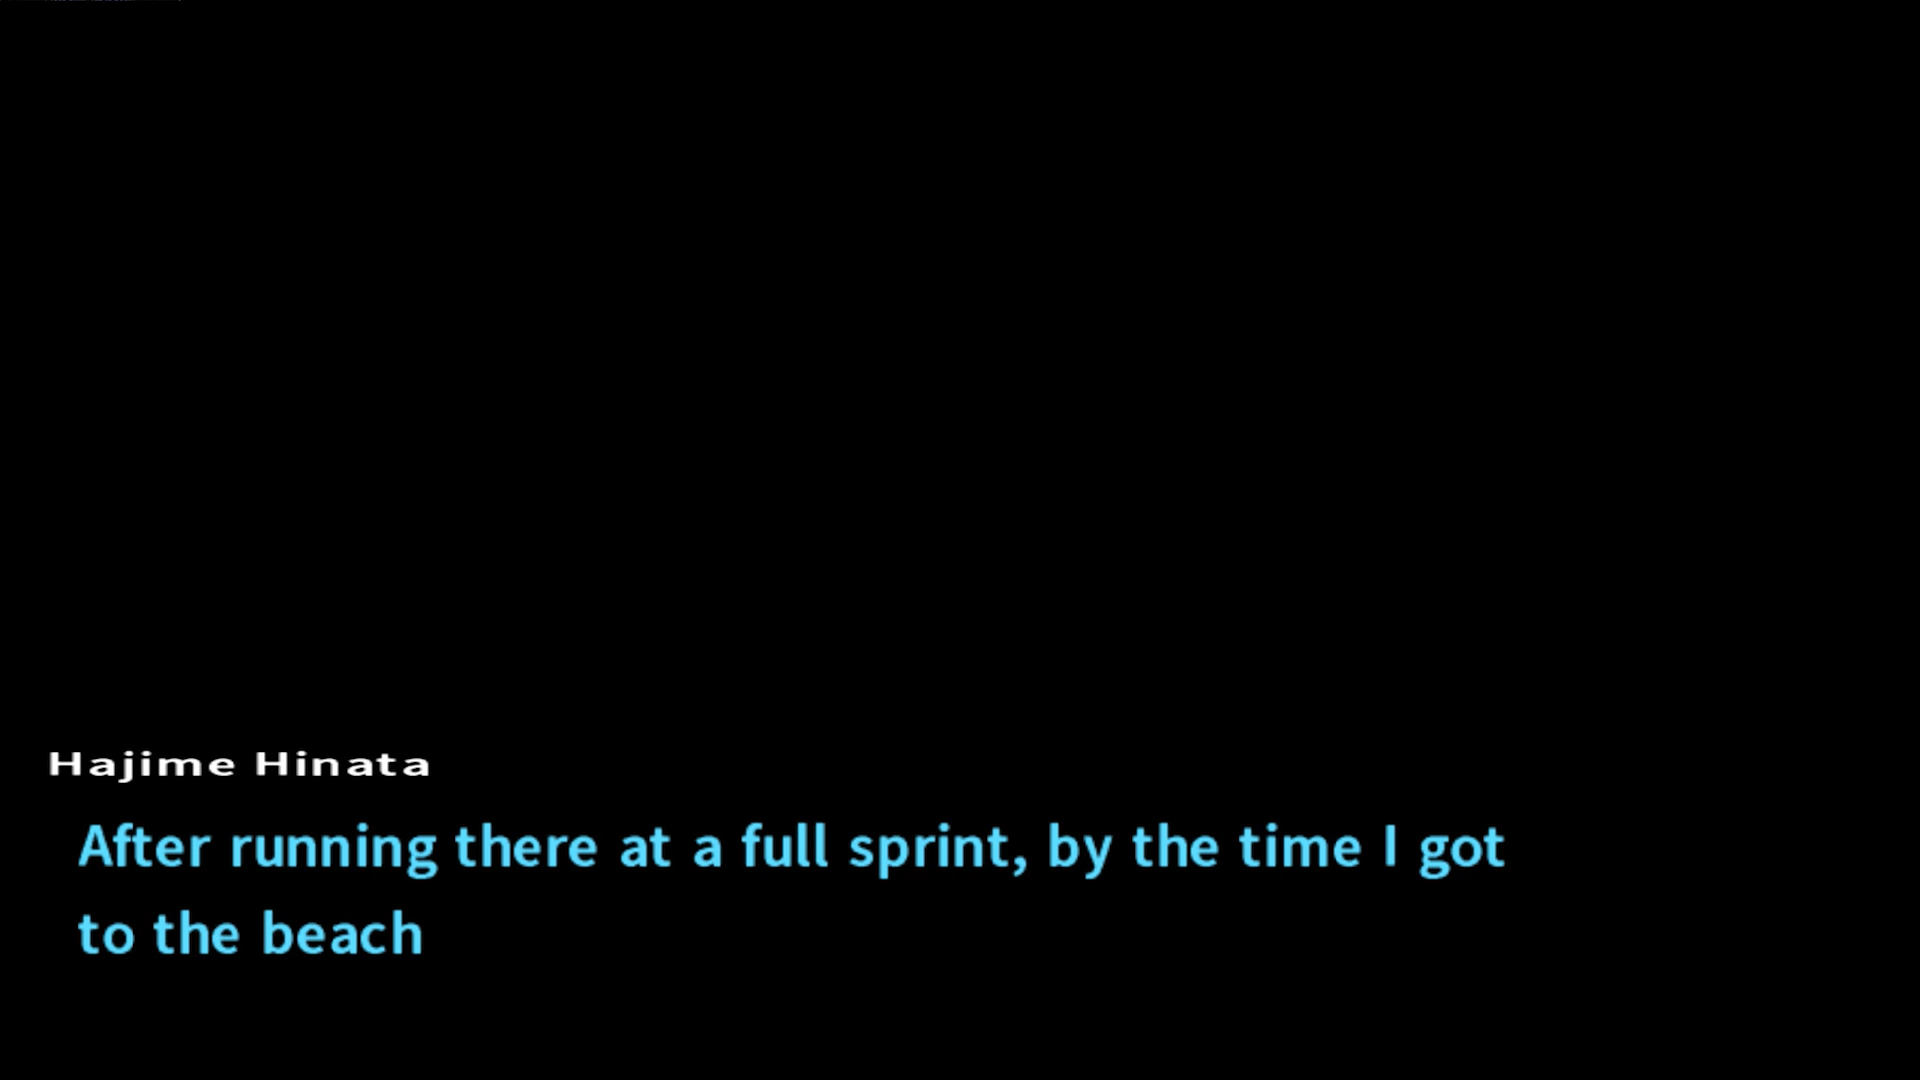 Hajime Hinata
After running there at a full sprint, by the time I got
to the beach